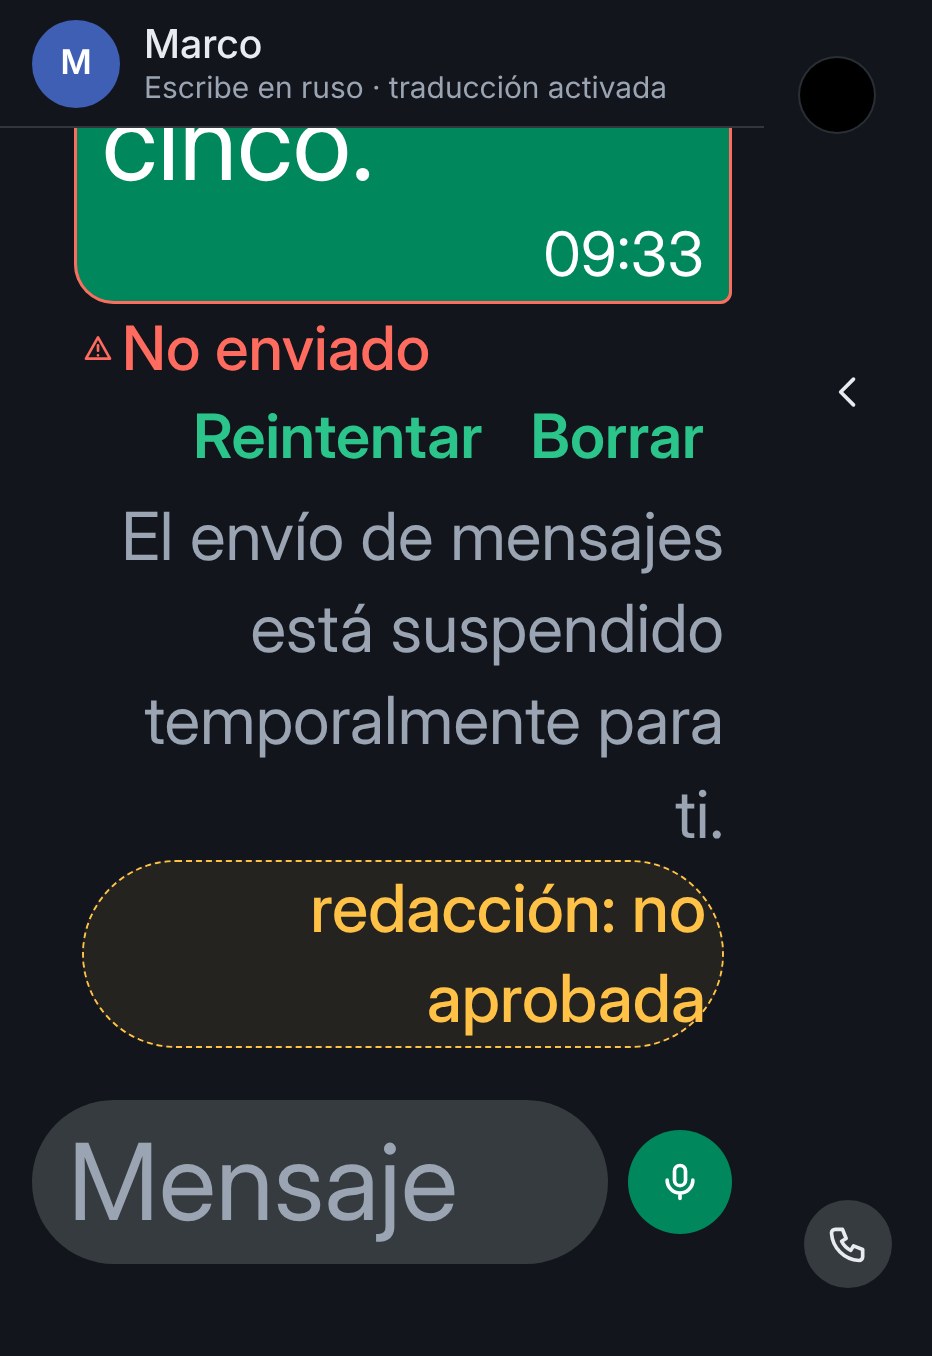 M
Marco
Escribe en ruso · traducción activada
cinco.
09:33
No enviado
Reintentar Borrar
El envío de mensajes
está suspendido
temporalmente para
ti.
redacción: no
aprobada
Mensaje